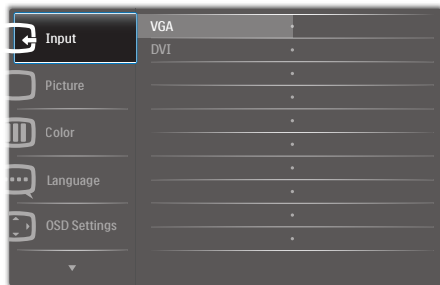 Input
VGA
DVI
Picture
Color
Language
OSD Settings